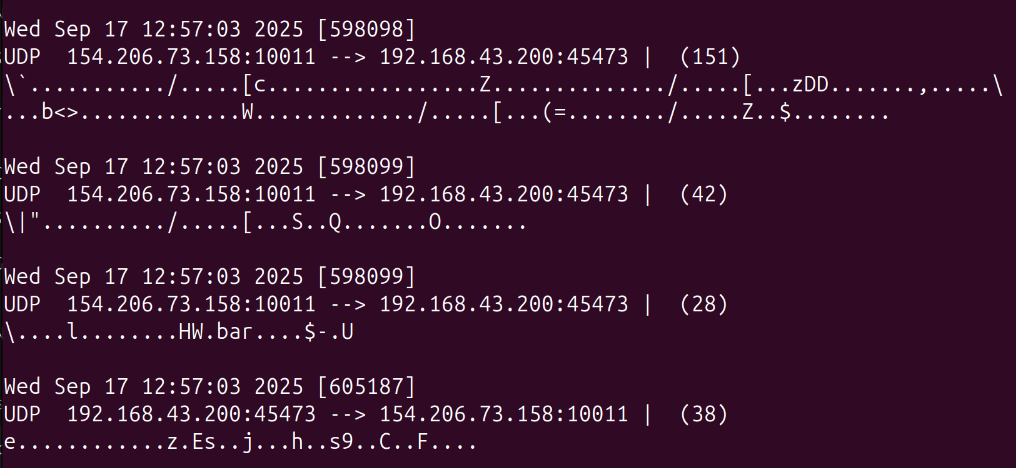 Wed Sep 17 12:57:03 2025 [598098]
UDP  154.206.73.158:10011 --> 192.168.43.200:45473 |  (151)
\`.........../.....[c.................Z............../.....[...zDD.......,.....\
...b<>.............W............./.....[...(=......../.....Z..$........
Wed Sep 17 12:57:03 2025 [598099]
UDP  154.206.73.158:10011 --> 192.168.43.200:45473 |  (42)
\|"........../.....[...S..Q.......O.......
Wed Sep 17 12:57:03 2025 [598099]
UDP  154.206.73.158:10011 --> 192.168.43.200:45473 |  (28)
\....l........HW.bar....$-.U
Wed Sep 17 12:57:03 2025 [605187]
UDP  192.168.43.200:45473 --> 154.206.73.158:10011 |  (38)
e............z.Es..j...h..s9..C..F....